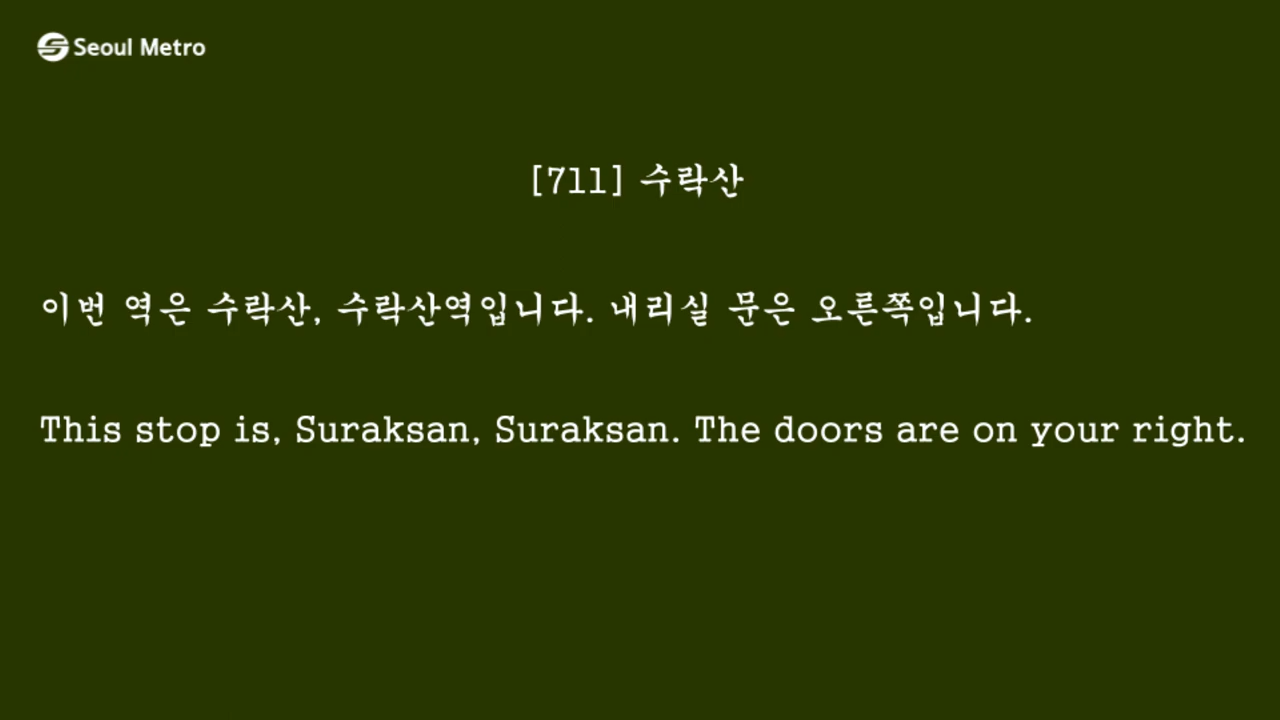 Seoul Metro
[711] 수락산
이번 역은 수락산, 수락산역입니다. 내리실 문은 오른쪽입니다.
This stop is, Suraksan, Suraksan. The doors are on your right.